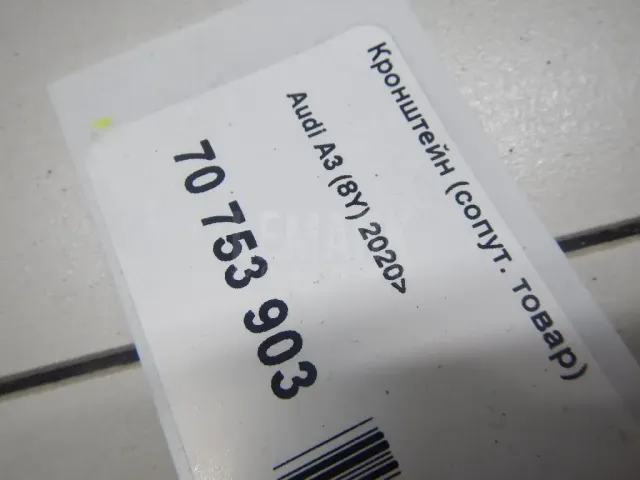 Кронштейн (сопут. товар)
Audi A3 (8Y) 2020>
70 753 903